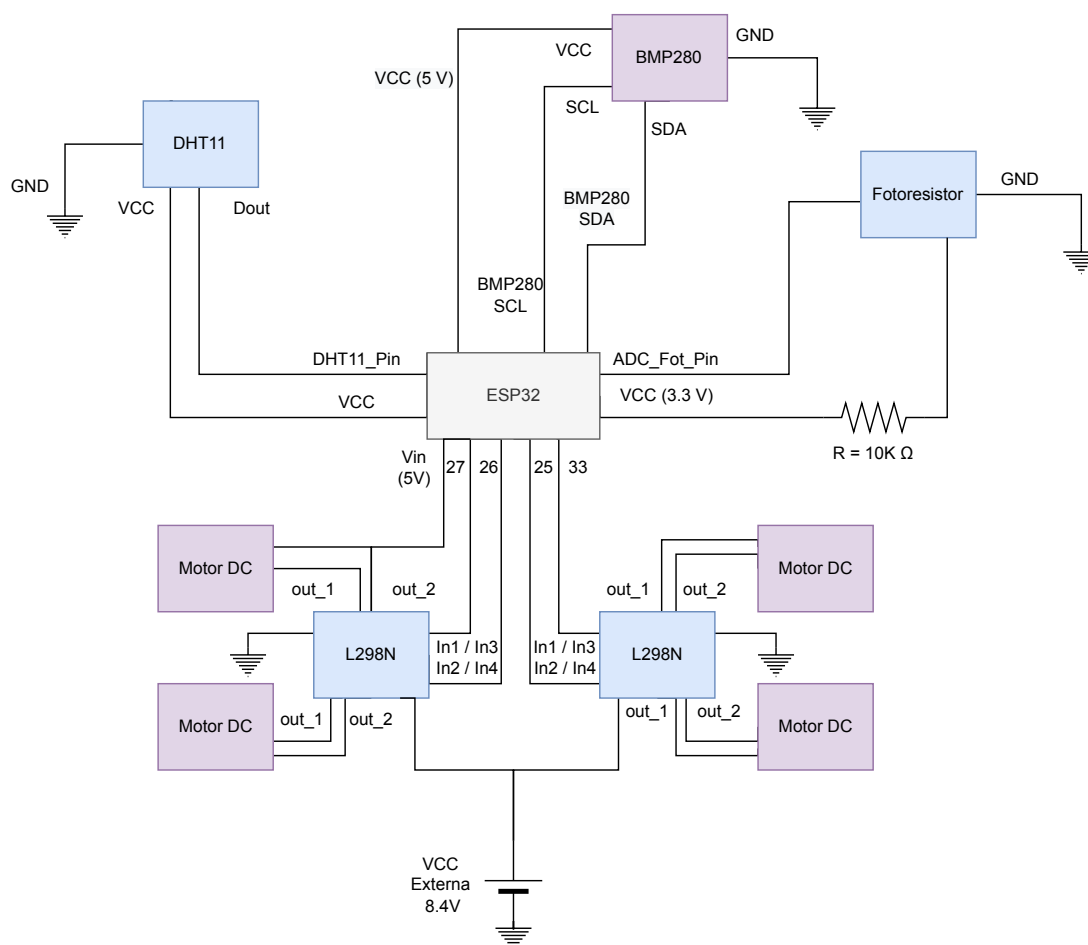 GND
VCC
BMP280
VCC (5 V)
SCL
SDA
DHT11
GND
VCC
Dout
Fotoresistor
GND
BMP280
SDA
BMP280
SCL
DHT11_Pin
ADC_Fot_Pin
ESP32
VCC
VCC (3.3 V)
R = 10K Ω
Vin
(5V)
27
26
25
33
Motor DC
out_1
out_2
Motor DC
out_1
out_2
L298N
In1 / In3
In2 / In4
In1 / In3
In2 / In4
L298N
Motor DC
out_1
out_2
out_1
out_2
Motor DC
VCC
Externa
8.4V